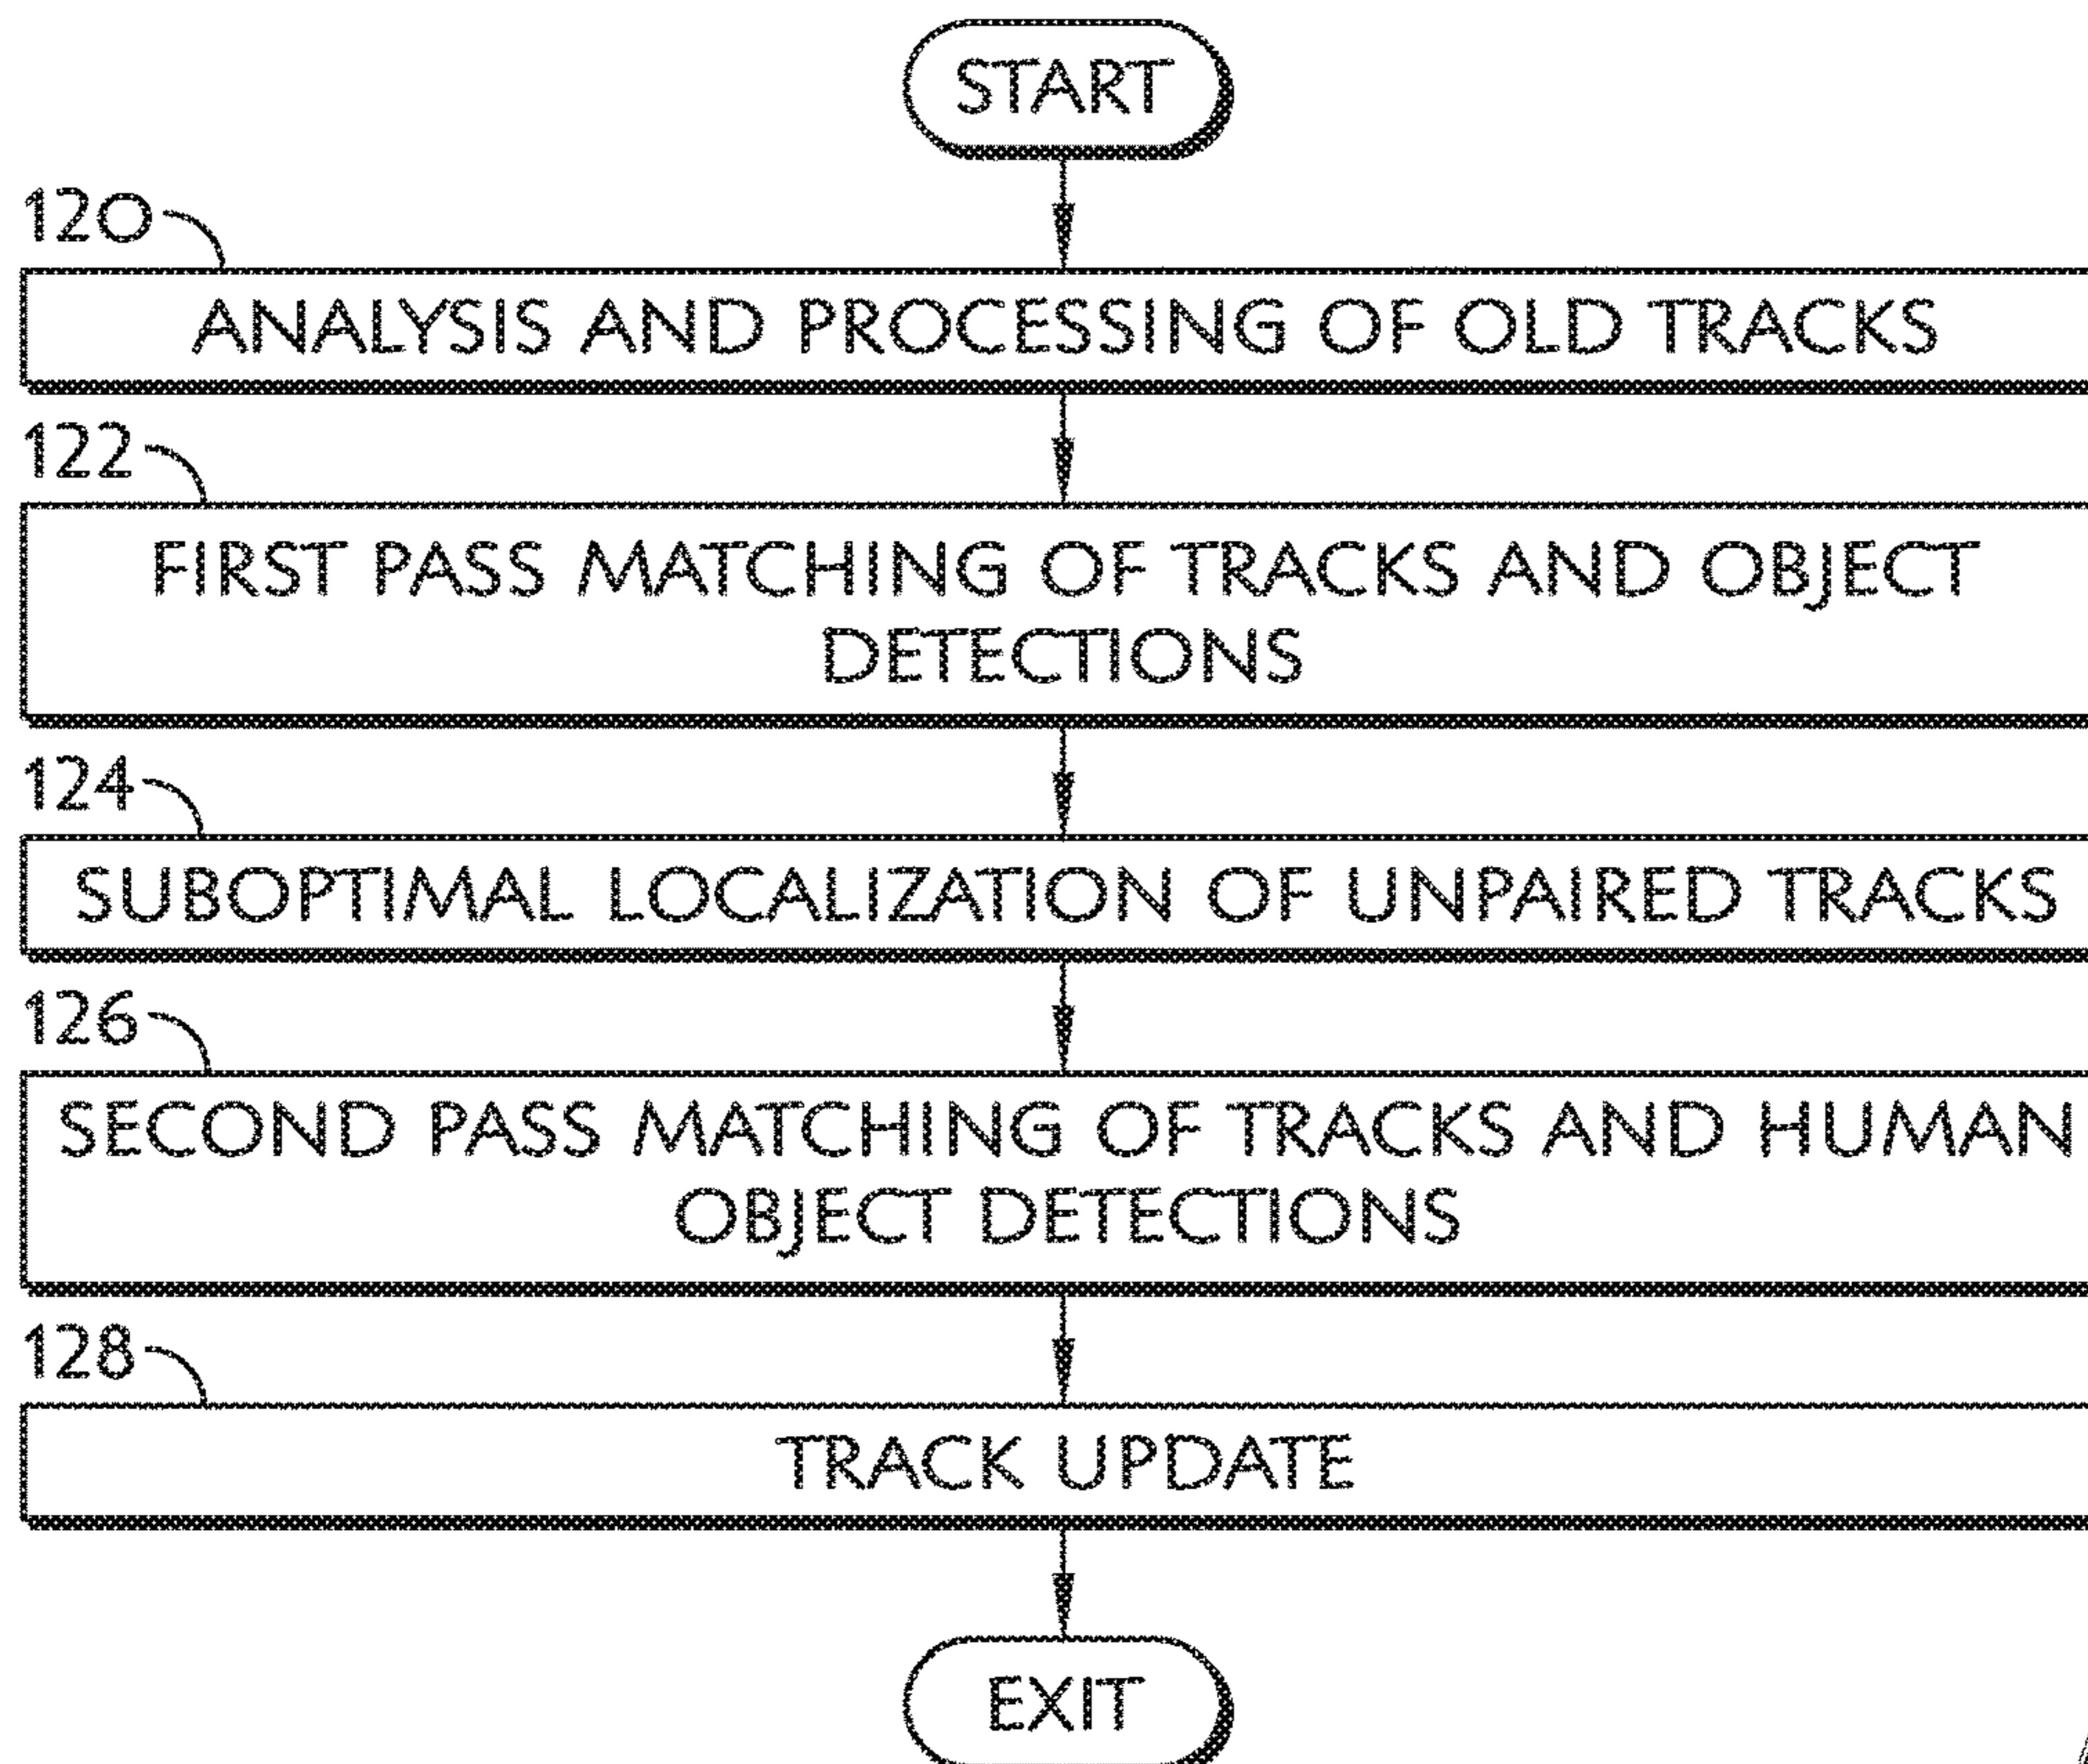 START
120
ANALYSIS AND PROCESSING OF OLD TRACKS
122
FIRST PASS MATCHING OF TRACKS AND OBJECT
DETECTIONS
124
SUBOPTIMAL LOCALIZATION OF UNPAIRED TRACKS
126
SECOND PASS MATCHING OF TRACKS AND HUMAN
OBJECT DETECTIONS
128
TRACK UPDATE
EXIT